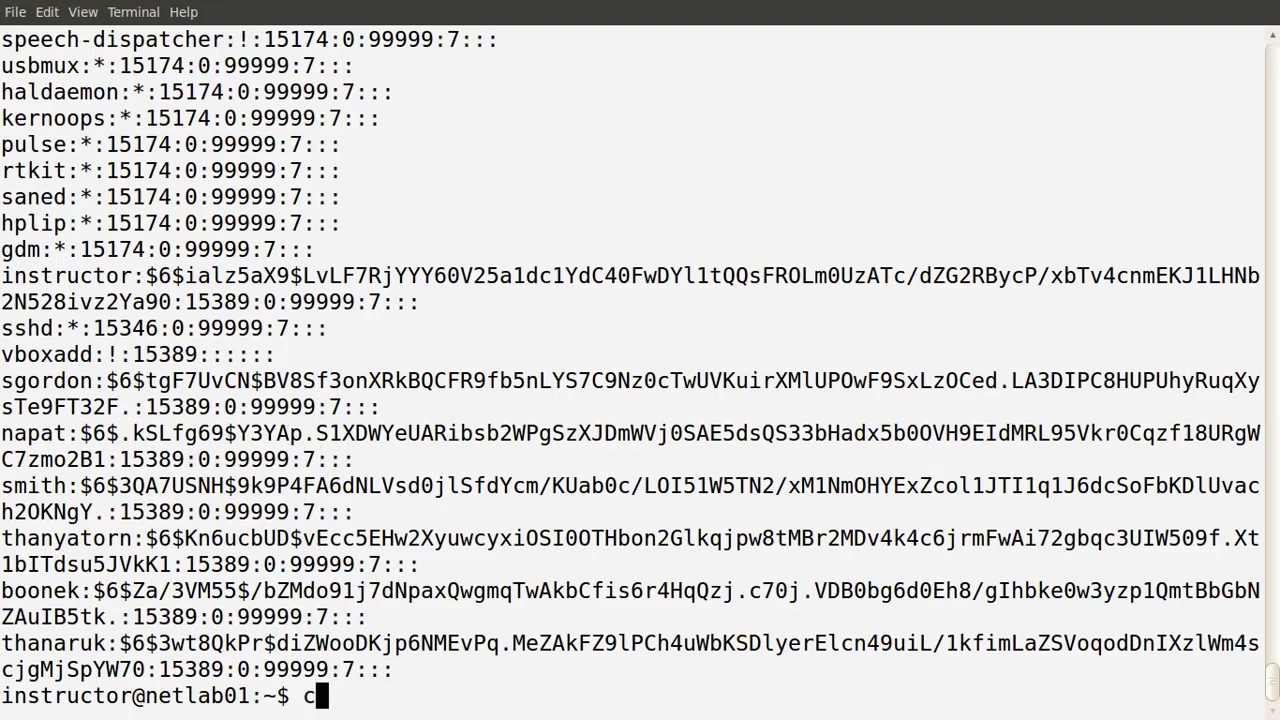 File Edit View Terminal Help
speech-dispatcher:!:15174:0:99999:7:::
usbmux:*:15174:0:99999:7:::
haldaemon:*:15174:0:99999:7:::
kernoops:*:15174:0:99999:7:::
pulse:*:15174:0:99999:7:::
rtkit:*:15174:0:99999:7:::
saned:*:15174:0:99999:7:::
hplip:*:15174:0:99999:7:::
gdm:*:15174:0:99999:7:::
instructor:$6$ialz5aX9$LvLF7RjYYY60V25a1dc1YdC40FwDYl1tQQsFROLm0UzATc/dZG2RBycP/xbTv4cnmEKJ1LHNb
2N528ivz2Ya90:15389:0:99999:7:::
sshd:*:15346:0:99999:7:::
vboxadd:!:15389::::::
sgordon:$6$tgF7UvCN$BV8Sf3onXRkBQCFR9fb5nLYS7C9Nz0cTwUVKuirXMlUPOwF9SxLzOCed.LA3DIPC8HUPUhyRuqXy
sTe9FT32F.:15389:0:99999:7:::
napat:$6$.kSLfg69$Y3YAp.S1XDWYeUARibsb2WPgSzXJDmWVj0SAE5dsQS33bHadx5b0OVH9EIdMRL95Vkr0Cqzf18URgW
C7zmo2B1:15389:0:99999:7:::
smith:$6$3QA7USNH$9k9P4FA6dNLVsd0jlSfdYcm/KUab0c/LOI51W5TN2/xM1NmOHYExZcol1JTI1q1J6dcSoFbKDlUvac
h2OKNgY.:15389:0:99999:7:::
thanyatorn:$6$Kn6ucbUD$vEcc5EHw2XyuwcyxiOSI0OTHbon2Glkqjpw8tMBr2MDv4k4c6jrmFwAi72gbqc3UIW509f.Xt
1bITdsu5JVkK1:15389:0:99999:7:::
boonek:$6$Za/3VM55$/bZMdo91j7dNpaxQwgmqTwAkbCfis6r4HqQzj.c70j.VDB0bg6d0Eh8/gIhbke0w3yzp1QmtBbGbN
ZAuIB5tk.:15389:0:99999:7:::
thanaruk:$6$3wt8QkPr$diZWooDKjp6NMEvPq.MeZAkFZ9lPCh4uWbKSDlyerElcn49uiL/1kfimLaZSVoqodDnIXzlWm4s
cjgMjSpYW70:15389:0:99999:7:::
instructor@netlab01:~$ c